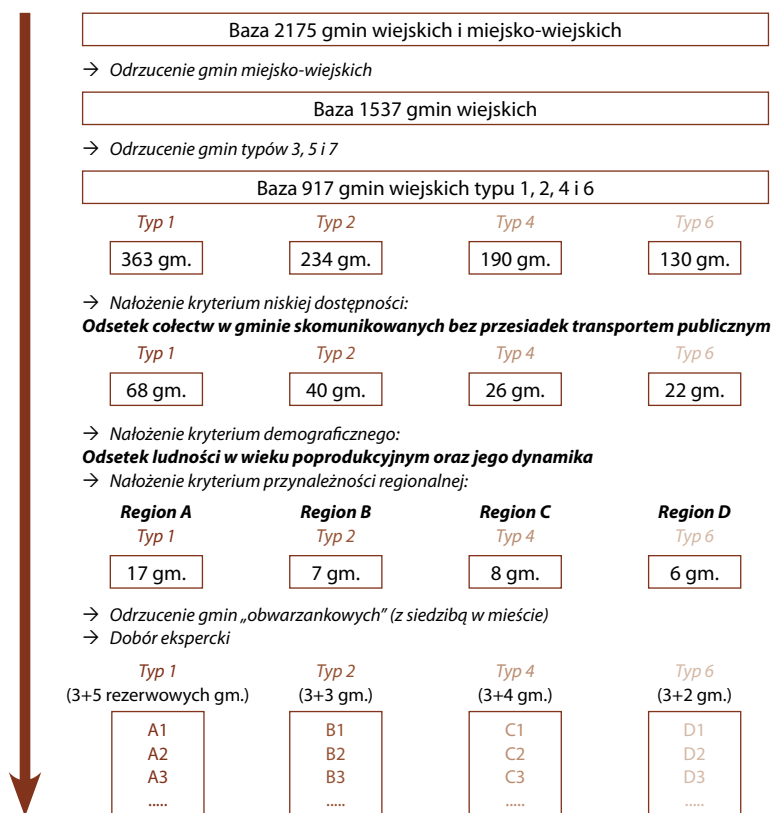 Baza 2175 gmin wiejskich i miejsko-wiejskich
→ Odrzucenie gmin miejsko-wiejskich
Baza 1537 gmin wiejskich
→ Odrzucenie gmin typów 3, 5 i 7
Baza 917 gmin wiejskich typu 1, 2, 4 i 6
Typ 1 Typ 2 Typ 4 Typ 6
363 gm. 234 gm. 190 gm. 130 gm.
→ Nałożenie kryterium niskiej dostępności:
Odsetek cołectw w gminie skomunikowanych bez przesiadek transportem publicznym
Typ 1 Typ 2 Typ 4 Typ 6
68 gm. 40 gm. 26 gm. 22 gm.
→ Nałożenie kryterium demograficznego:
Odsetek ludności w wieku poprodukcyjnym oraz jego dynamika
→ Nałożenie kryterium przynależności regionalnej:
Region A Region B Region C Region D
Typ 1 Typ 2 Typ 4 Typ 6
17 gm. 7 gm. 8 gm. 6 gm.
→ Odrzucenie gmin „obwarzankowych” (z siedzibą w mieście)
→ Dobór ekspercki
Typ 1 Typ 2 Typ 4 Typ 6
(3+5 rezerwowych gm.) (3+3 gm.) (3+4 gm.) (3+2 gm.)
A1 B1 C1 D1
A2 B2 C2 D2
A3 B3 C3 D3
..... ..... ..... .....